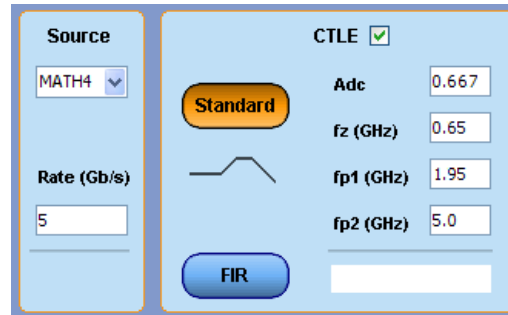 Source
MATH4
Rate (Gb/s)
5
CTLE
Standard
FIR
Adc 0.667
fz (GHz) 0.65
fp1 (GHz) 1.95
fp2 (GHz) 5.0